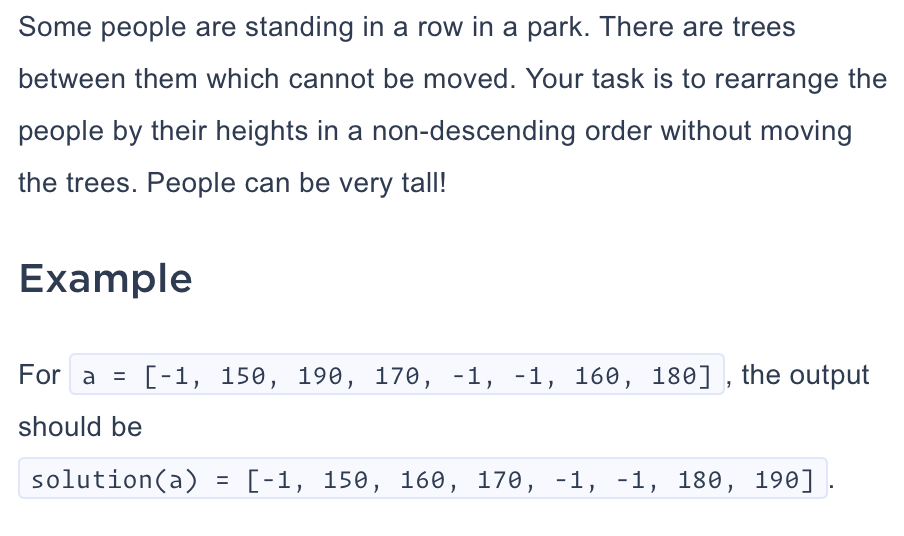 Some people are standing in a row in a park. There are trees
between them which cannot be moved. Your task is to rearrange the
people by their heights in a non-descending order without moving
the trees. People can be very tall!
Example
For a = [-1, 150, 190, 170, -1, -1, 160, 180], the output
should be
solution(a) = [-1, 150, 160, 170, -1, -1, 180, 190].